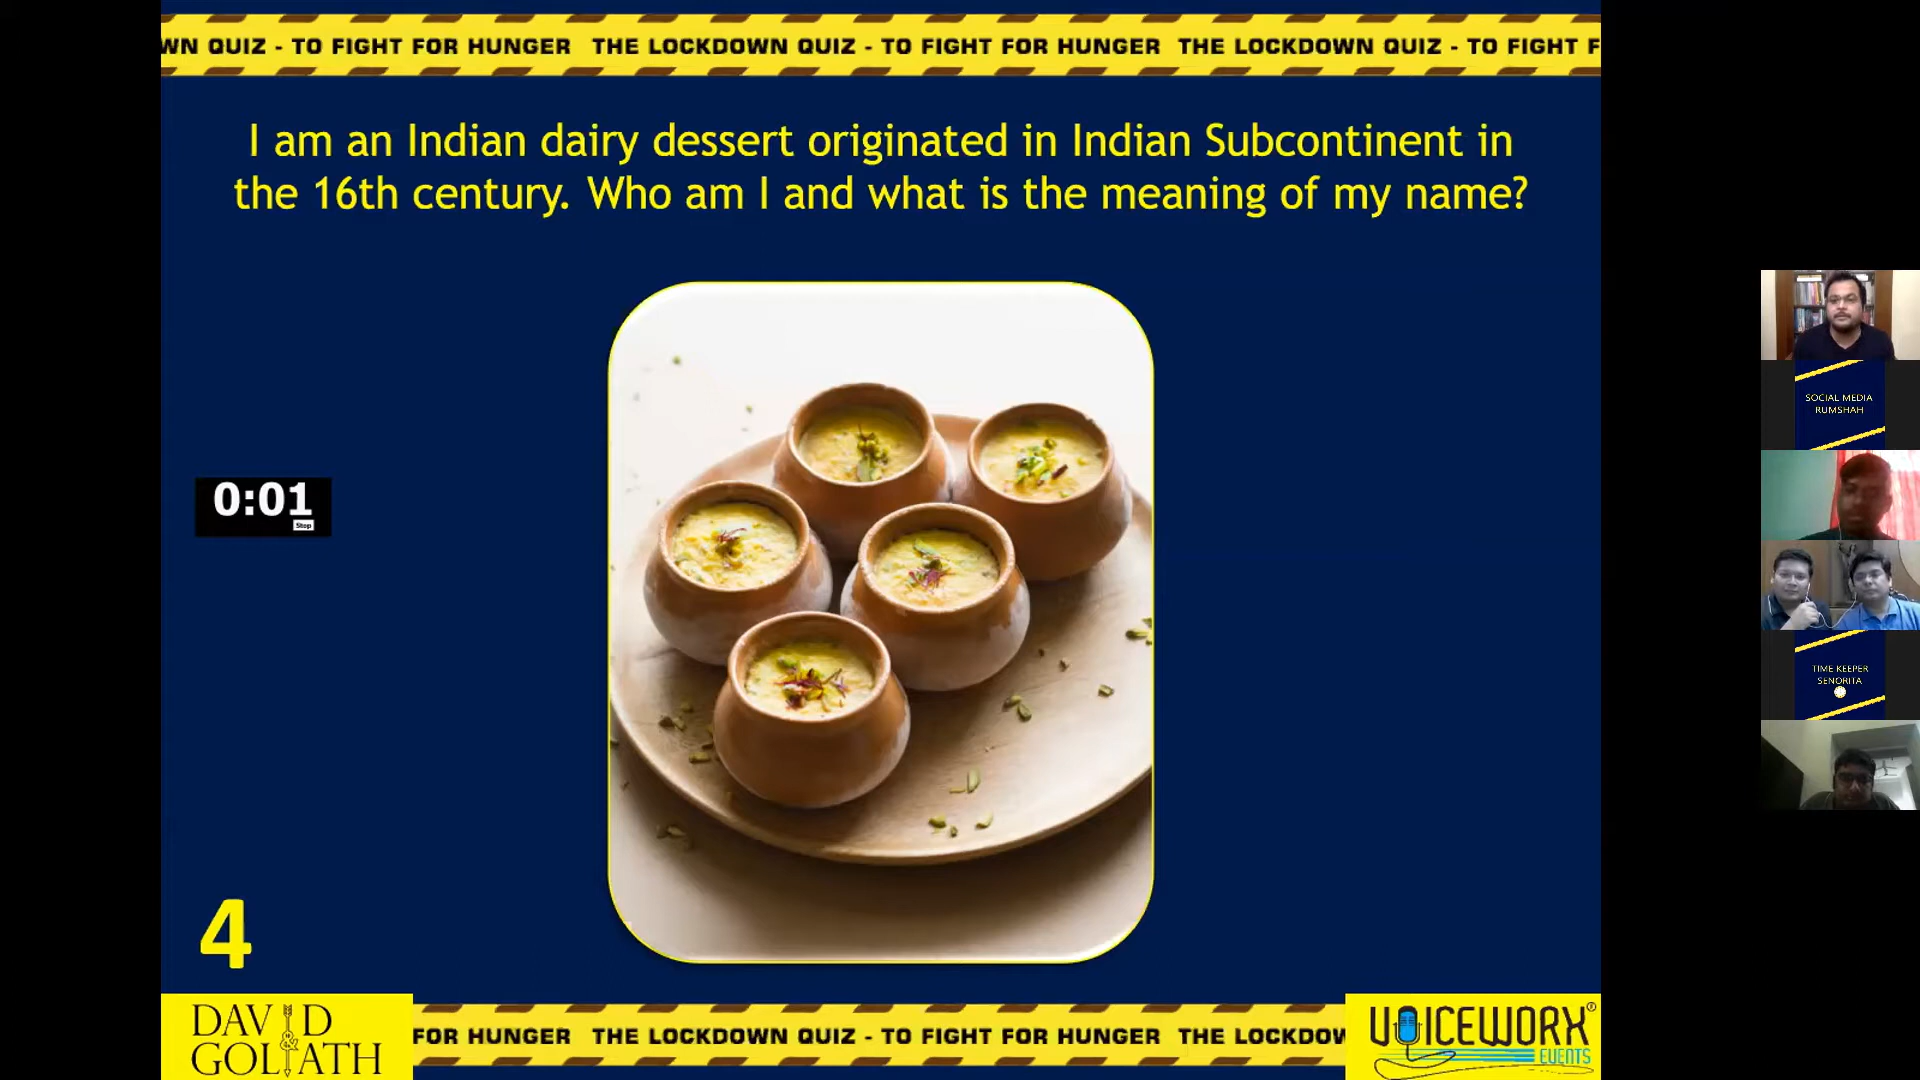 WN QUIZ - TO FIGHT FOR HUNGER THE LOCKDOWN QUIZ - TO FIGHT FOR HUNGER THE LOCKDOWN QUIZ - TO FIGHT F
I am an Indian dairy dessert originated in Indian Subcontinent in
the 16th century. Who am I and what is the meaning of my name?
SOCIAL MEDIA
RUMSHAH
0:01
Stop
TIME KEEPER
SENORITA
4
DAVID
&
GOLIATH
FOR HUNGER THE LOCKDOWN QUIZ - TO FIGHT FOR HUNGER THE LOCKDOW
VOICEWORX®
EVENTS